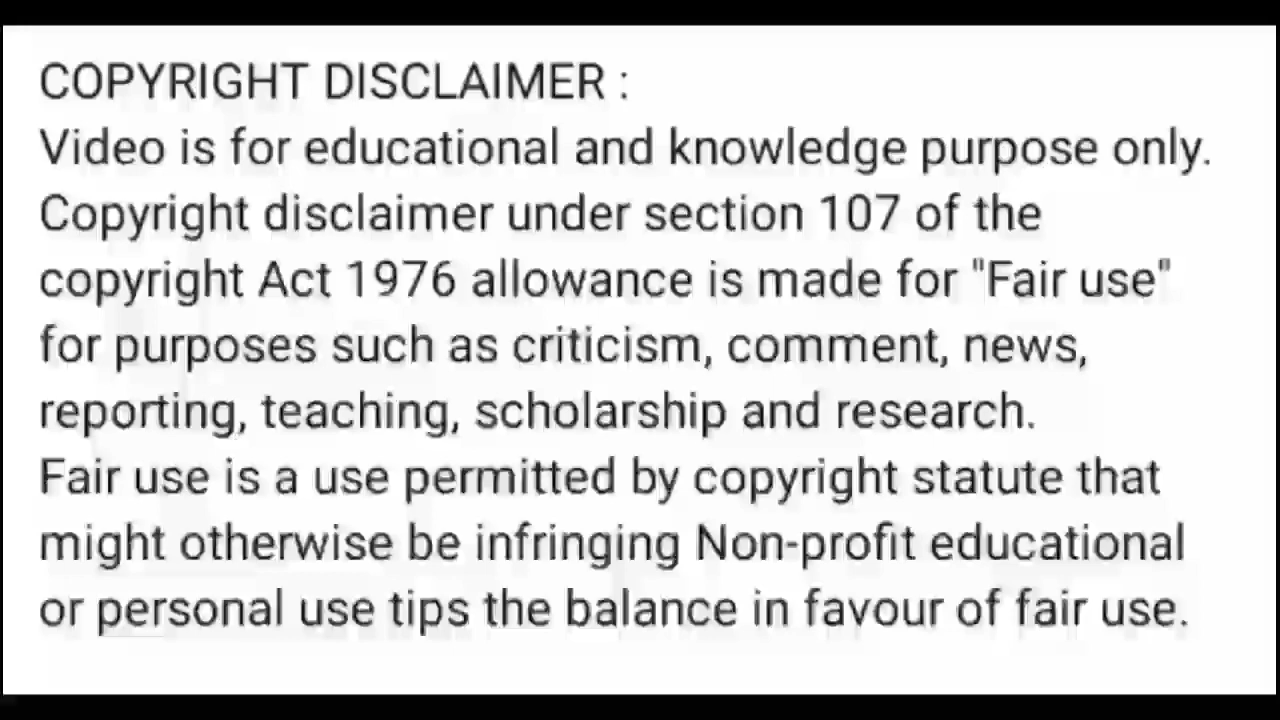 COPYRIGHT DISCLAIMER :
Video is for educational and knowledge purpose only.
Copyright disclaimer under section 107 of the
copyright Act 1976 allowance is made for "Fair use"
for purposes such as criticism, comment, news,
reporting, teaching, scholarship and research.
Fair use is a use permitted by copyright statute that
might otherwise be infringing Non-profit educational
or personal use tips the balance in favour of fair use.